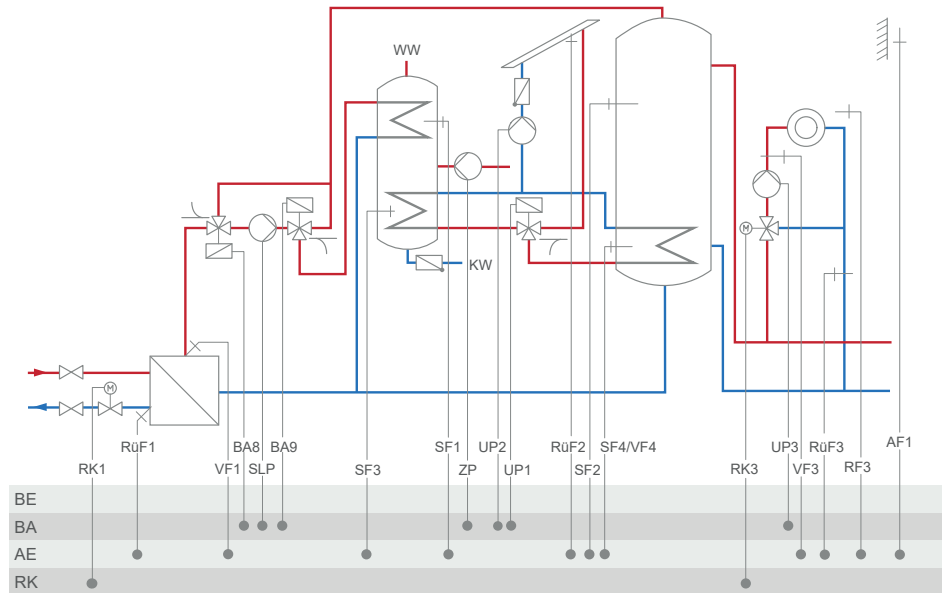 WW
KW
M
M
RüF1
BA8
BA9
SF1
UP2
RüF2
SF4/VF4
UP3
RüF3
AF1
RK1
VF1
SLP
SF3
ZP
UP1
SF2
RK3
VF3
RF3
BE
BA
AE
RK